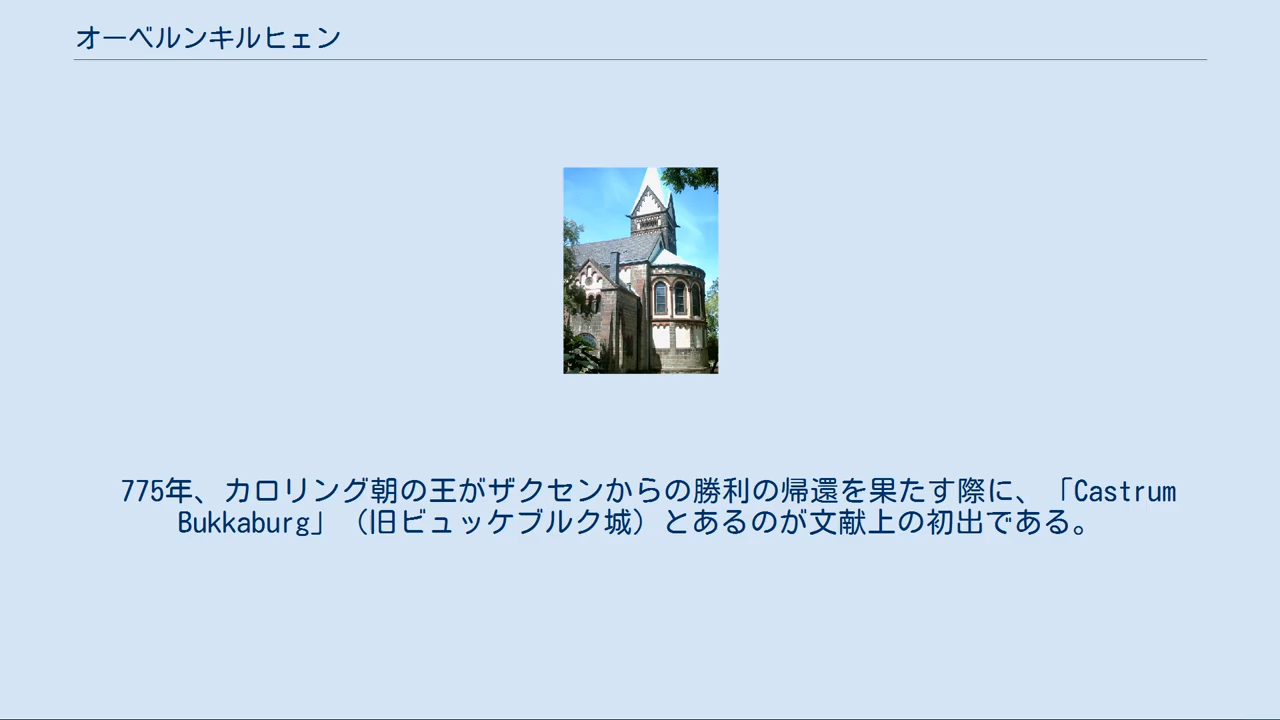 オーベルンキルヒェン
775年、カロリング朝の王がザクセンからの勝利の帰還を果たす際に、「Castrum
Bukkaburg」（旧ビュッケブルク城）とあるのが文献上の初出である。